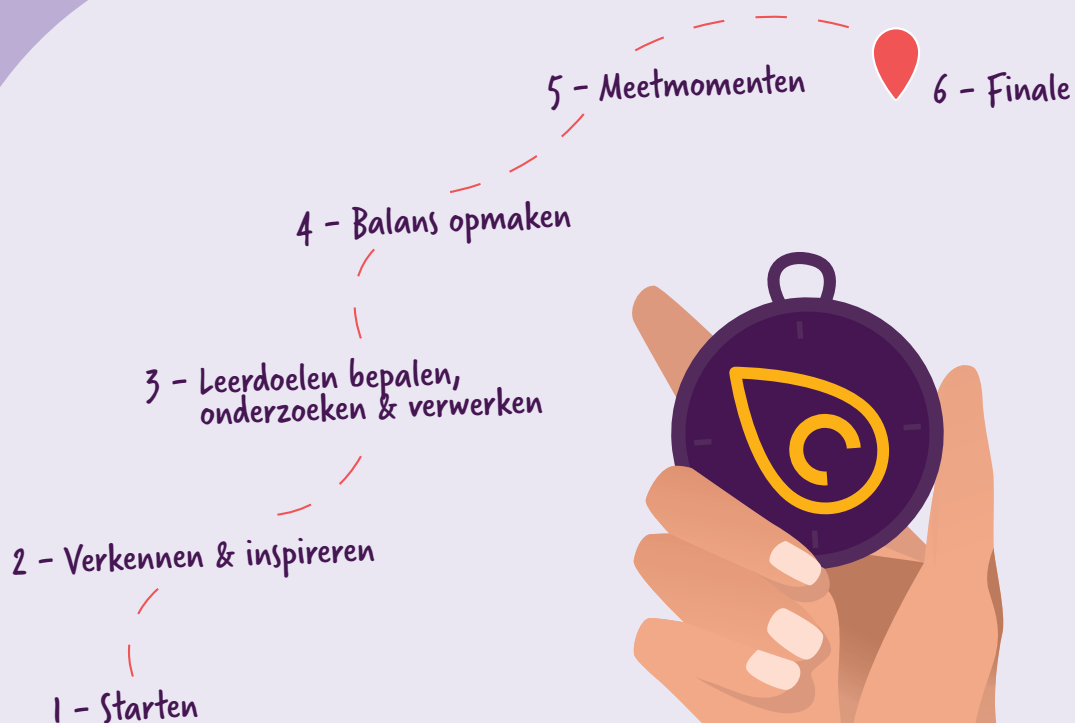 5 - Meetmomenten
6 - Finale
4 - Balans opmaken
3 - Leerdoelen bepalen,
onderzoeken & verwerken
2 - Verkennen & inspireren
1 - Starten